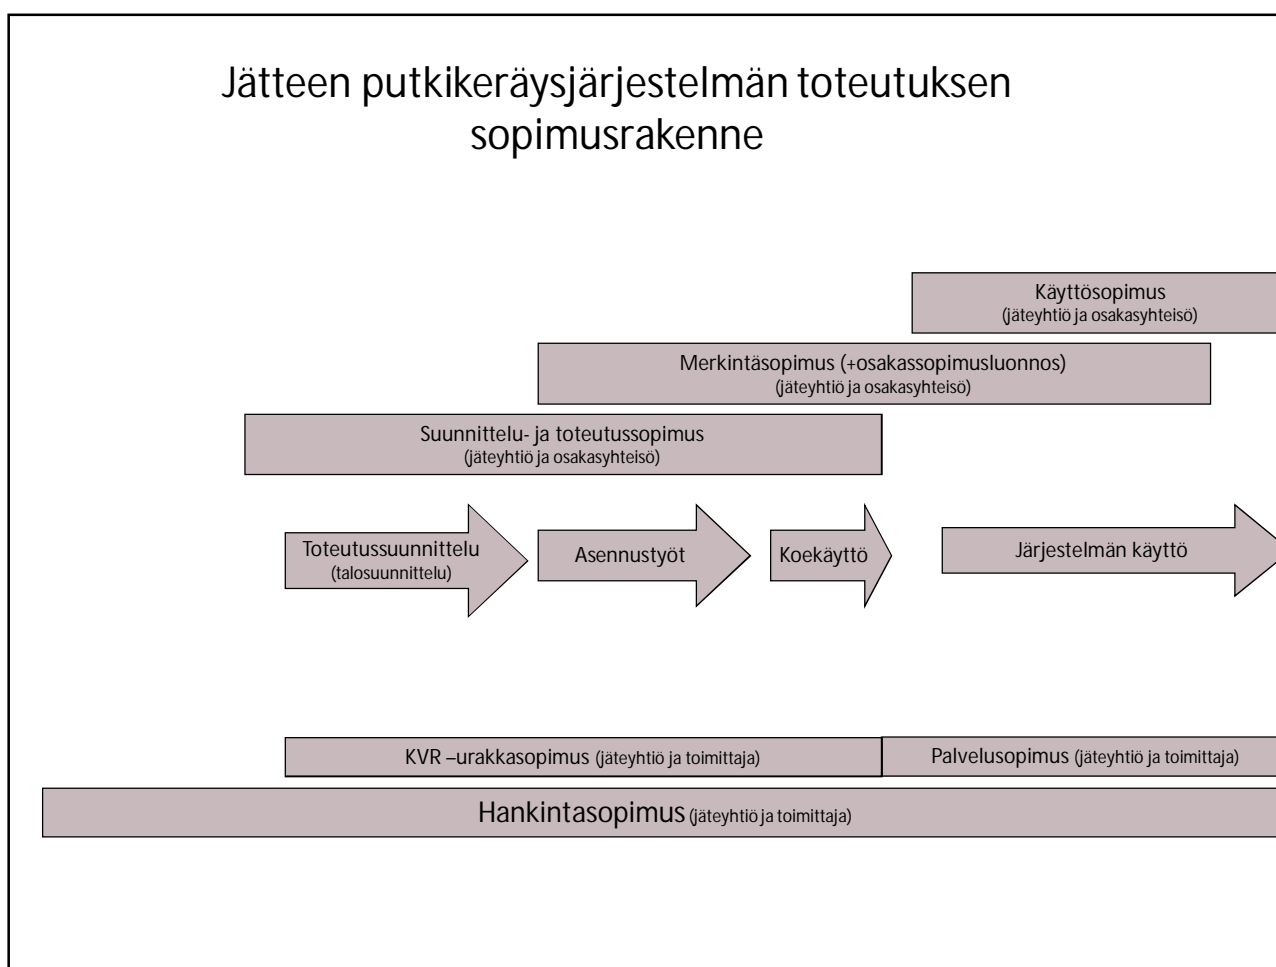 Jätteen putkikeräysjärjestelmän toteutuksen
sopimusrakenne
Käyttösopimus
(jäteyhtiö ja osakasyhteisö)
Merkintäsopimus (+osakassopimusluonnos)
(jäteyhtiö ja osakasyhteisö)
Suunnittelu- ja toteutussopimus
(jäteyhtiö ja osakasyhteisö)
Toteutussuunnittelu
(talosuunnittelu)
Asennustyöt
Koekäyttö
Järjestelmän käyttö
KVR –urakkasopimus (jäteyhtiö ja toimittaja)
Palvelusopimus (jäteyhtiö ja toimittaja)
Hankintasopimus (jäteyhtiö ja toimittaja)